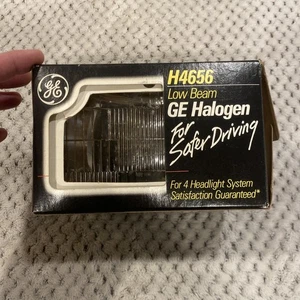 GE
H4656
Low Beam
GE Halogen
For
Safer Driving
For 4 Headlight System
Satisfaction Guaranteed*